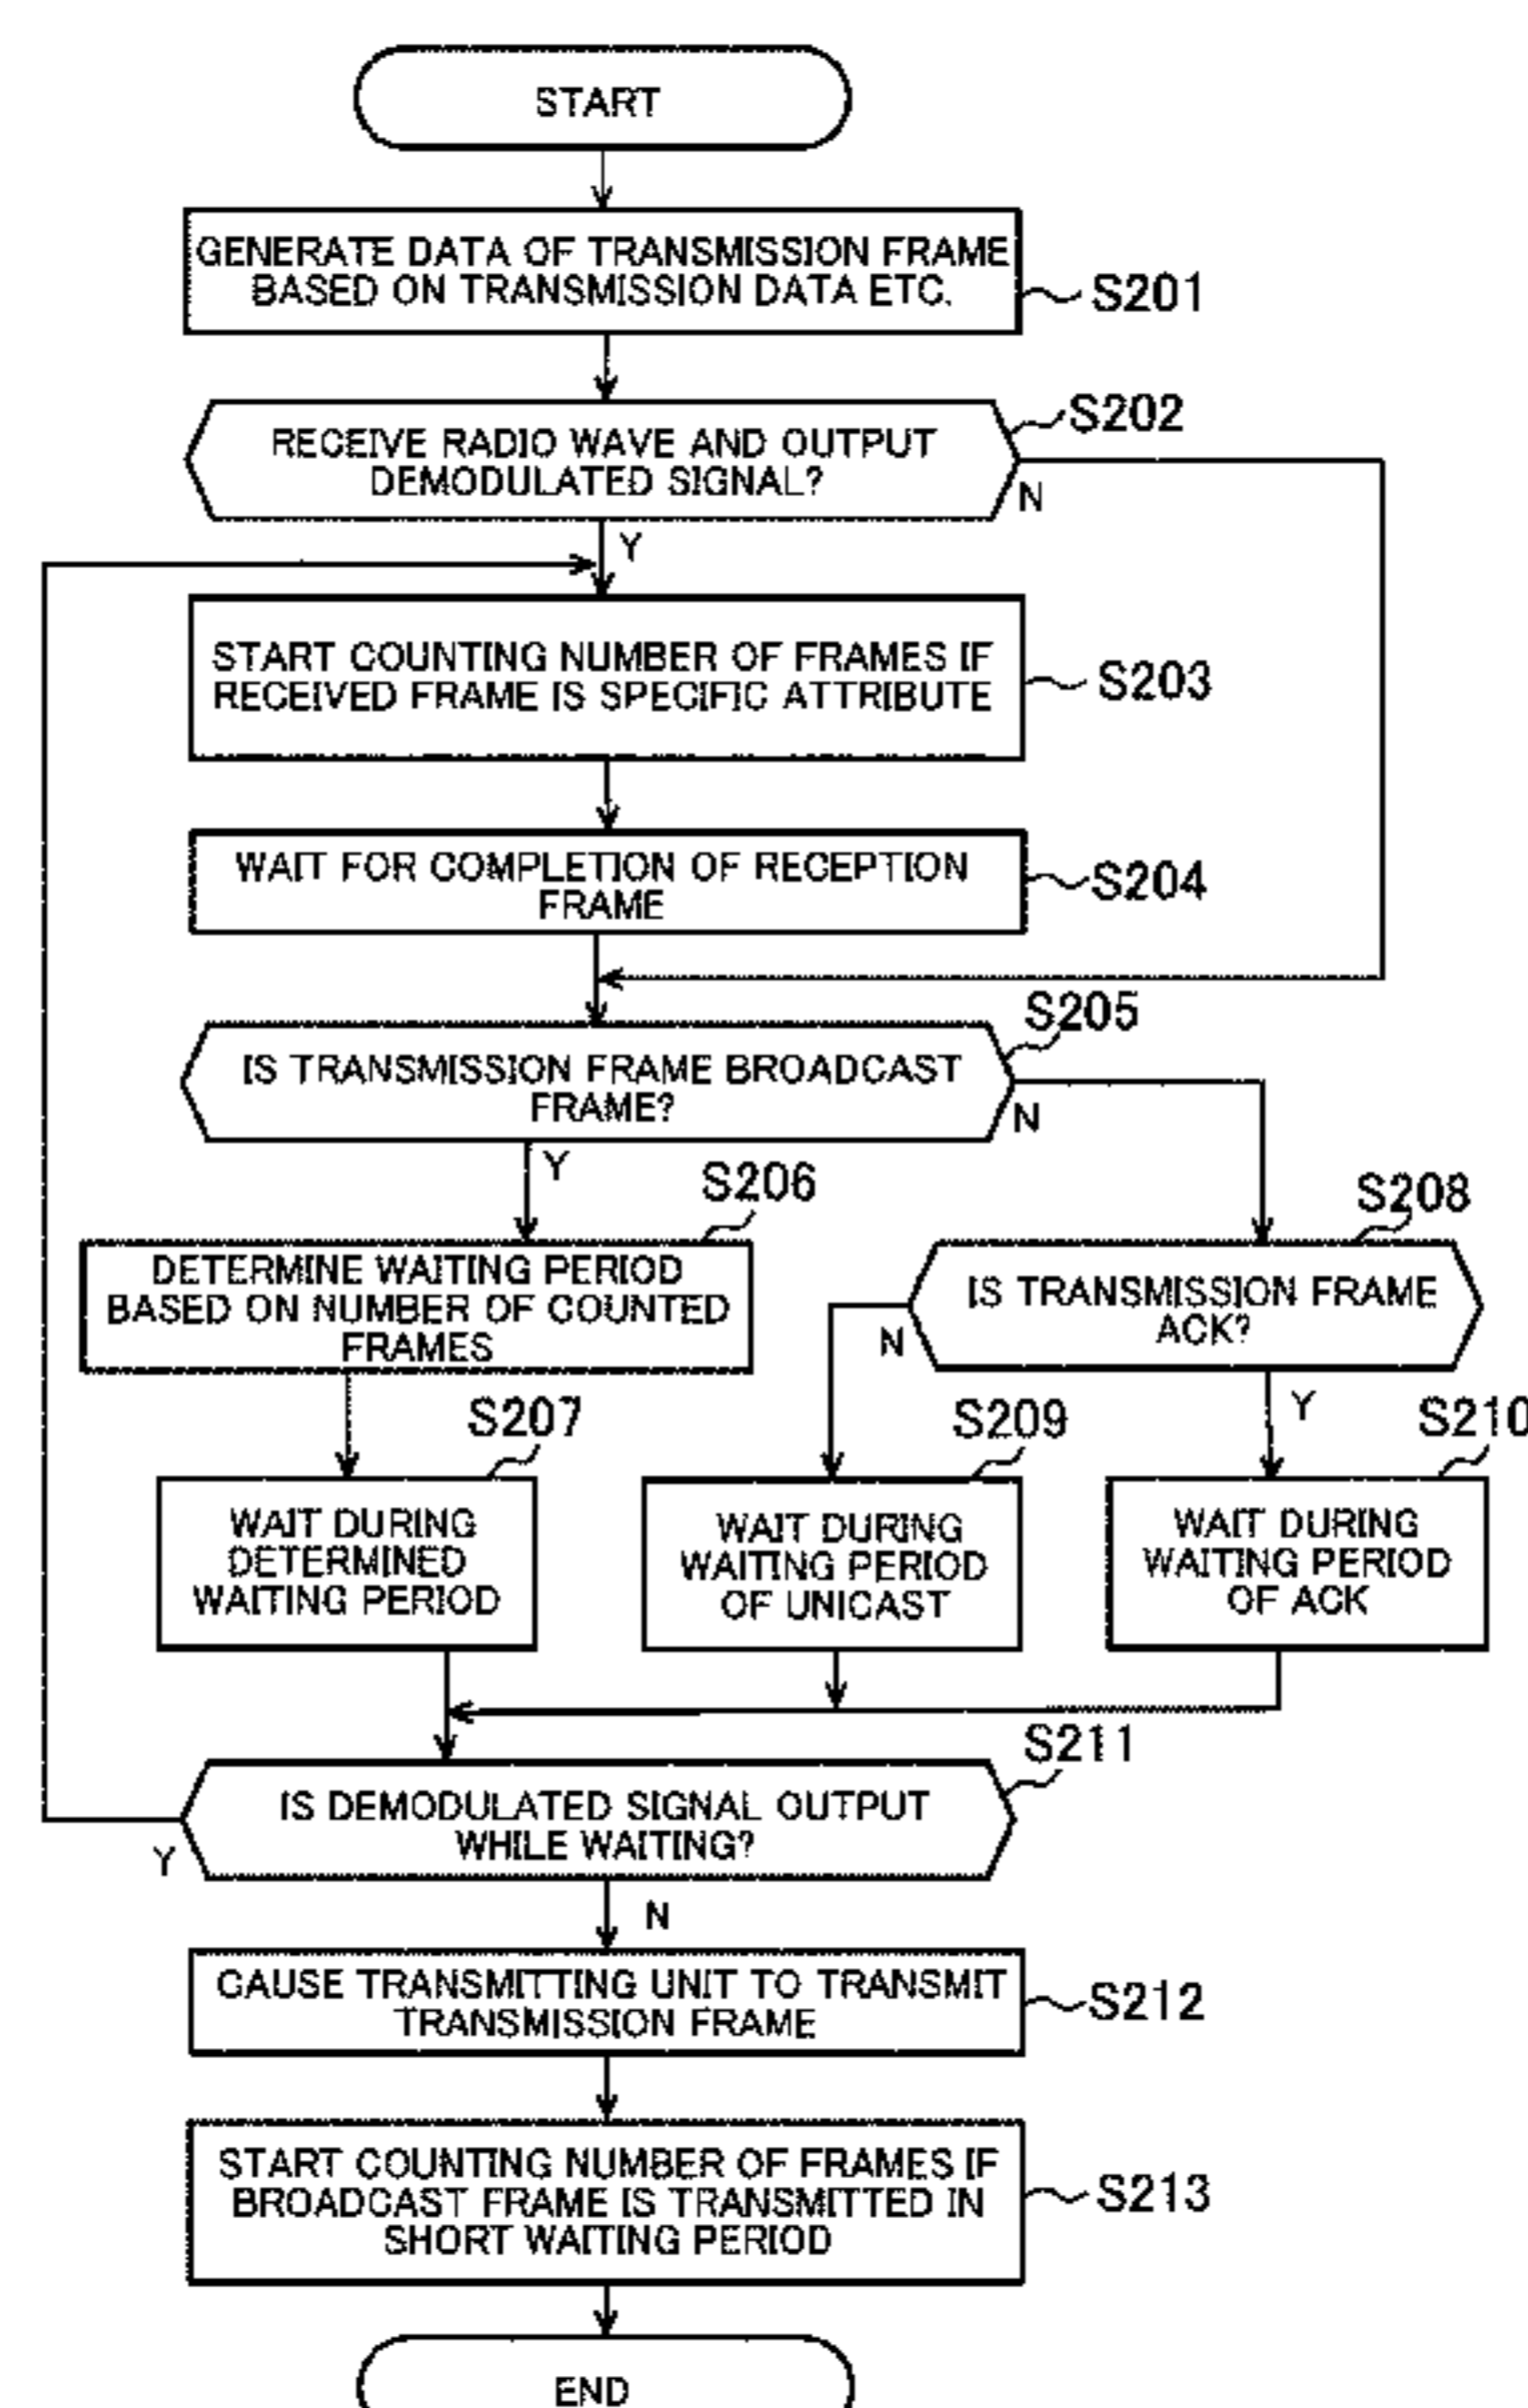 START
GENERATE DATA OF TRANSMISSION FRAME
BASED ON TRANSMISSION DATA ETC.
S201
S202
RECEIVE RADIO WAVE AND OUTPUT
DEMODULATED SIGNAL?
N
Y
START COUNTING NUMBER OF FRAMES IF
RECEIVED FRAME IS SPECIFIC ATTRIBUTE
S203
WAIT FOR COMPLETION OF RECEPTION
FRAME
S204
S205
IS TRANSMISSION FRAME BROADCAST
FRAME?
N
Y
S206
S208
DETERMINE WAITING PERIOD
BASED ON NUMBER OF COUNTED
FRAMES
IS TRANSMISSION FRAME
ACK?
N
Y
S207
S209
S210
WAIT DURING
DETERMINED
WAITING PERIOD
WAIT DURING
WAITING PERIOD
OF UNICAST
WAIT DURING
WAITING PERIOD
OF ACK
S211
IS DEMODULATED SIGNAL OUTPUT
WHILE WAITING?
Y
N
CAUSE TRANSMITTING UNIT TO TRANSMIT
TRANSMISSION FRAME
S212
START COUNTING NUMBER OF FRAMES IF
BROADCAST FRAME IS TRANSMITTED IN
SHORT WAITING PERIOD
S213
END